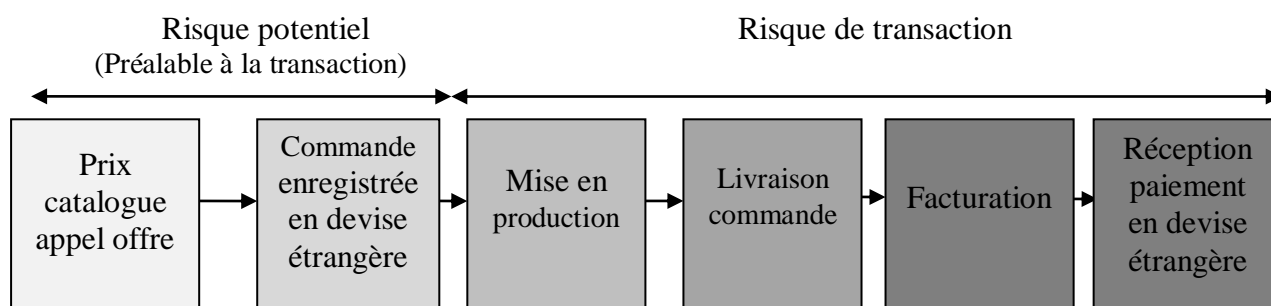 Risque potentiel
(Préalable à la transaction)
Risque de transaction
Prix
catalogue
appel offre
Commande
enregistrée
en devise
étrangère
Mise en
production
Livraison
commande
Facturation
Réception
paiement
en devise
étrangère